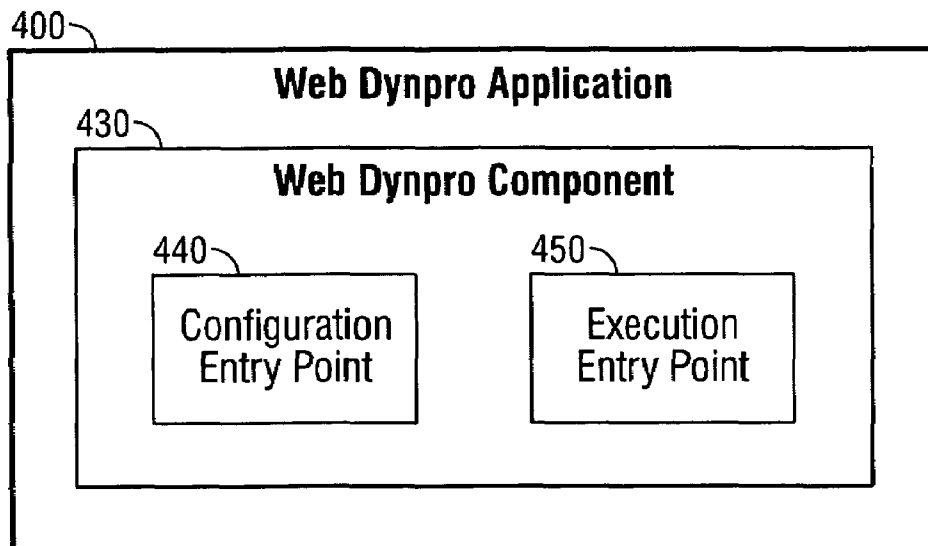 400
Web Dynpro Application
430
Web Dynpro Component
440
450
Configuration
Entry Point
Execution
Entry Point